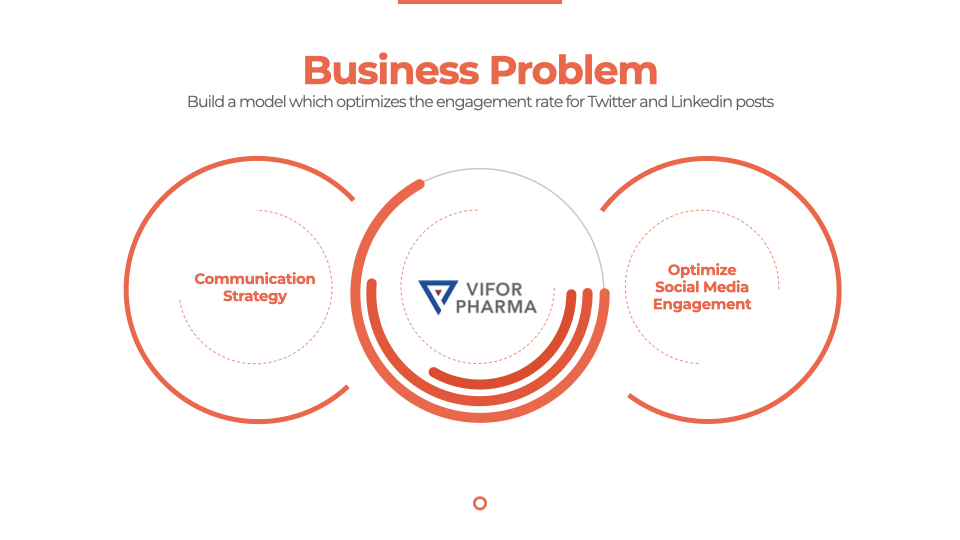 Business Problem
Build a model which optimizes the engagement rate for Twitter and Linkedin posts
Communication
Strategy
VIFOR
PHARMA
Optimize
Social Media
Engagement